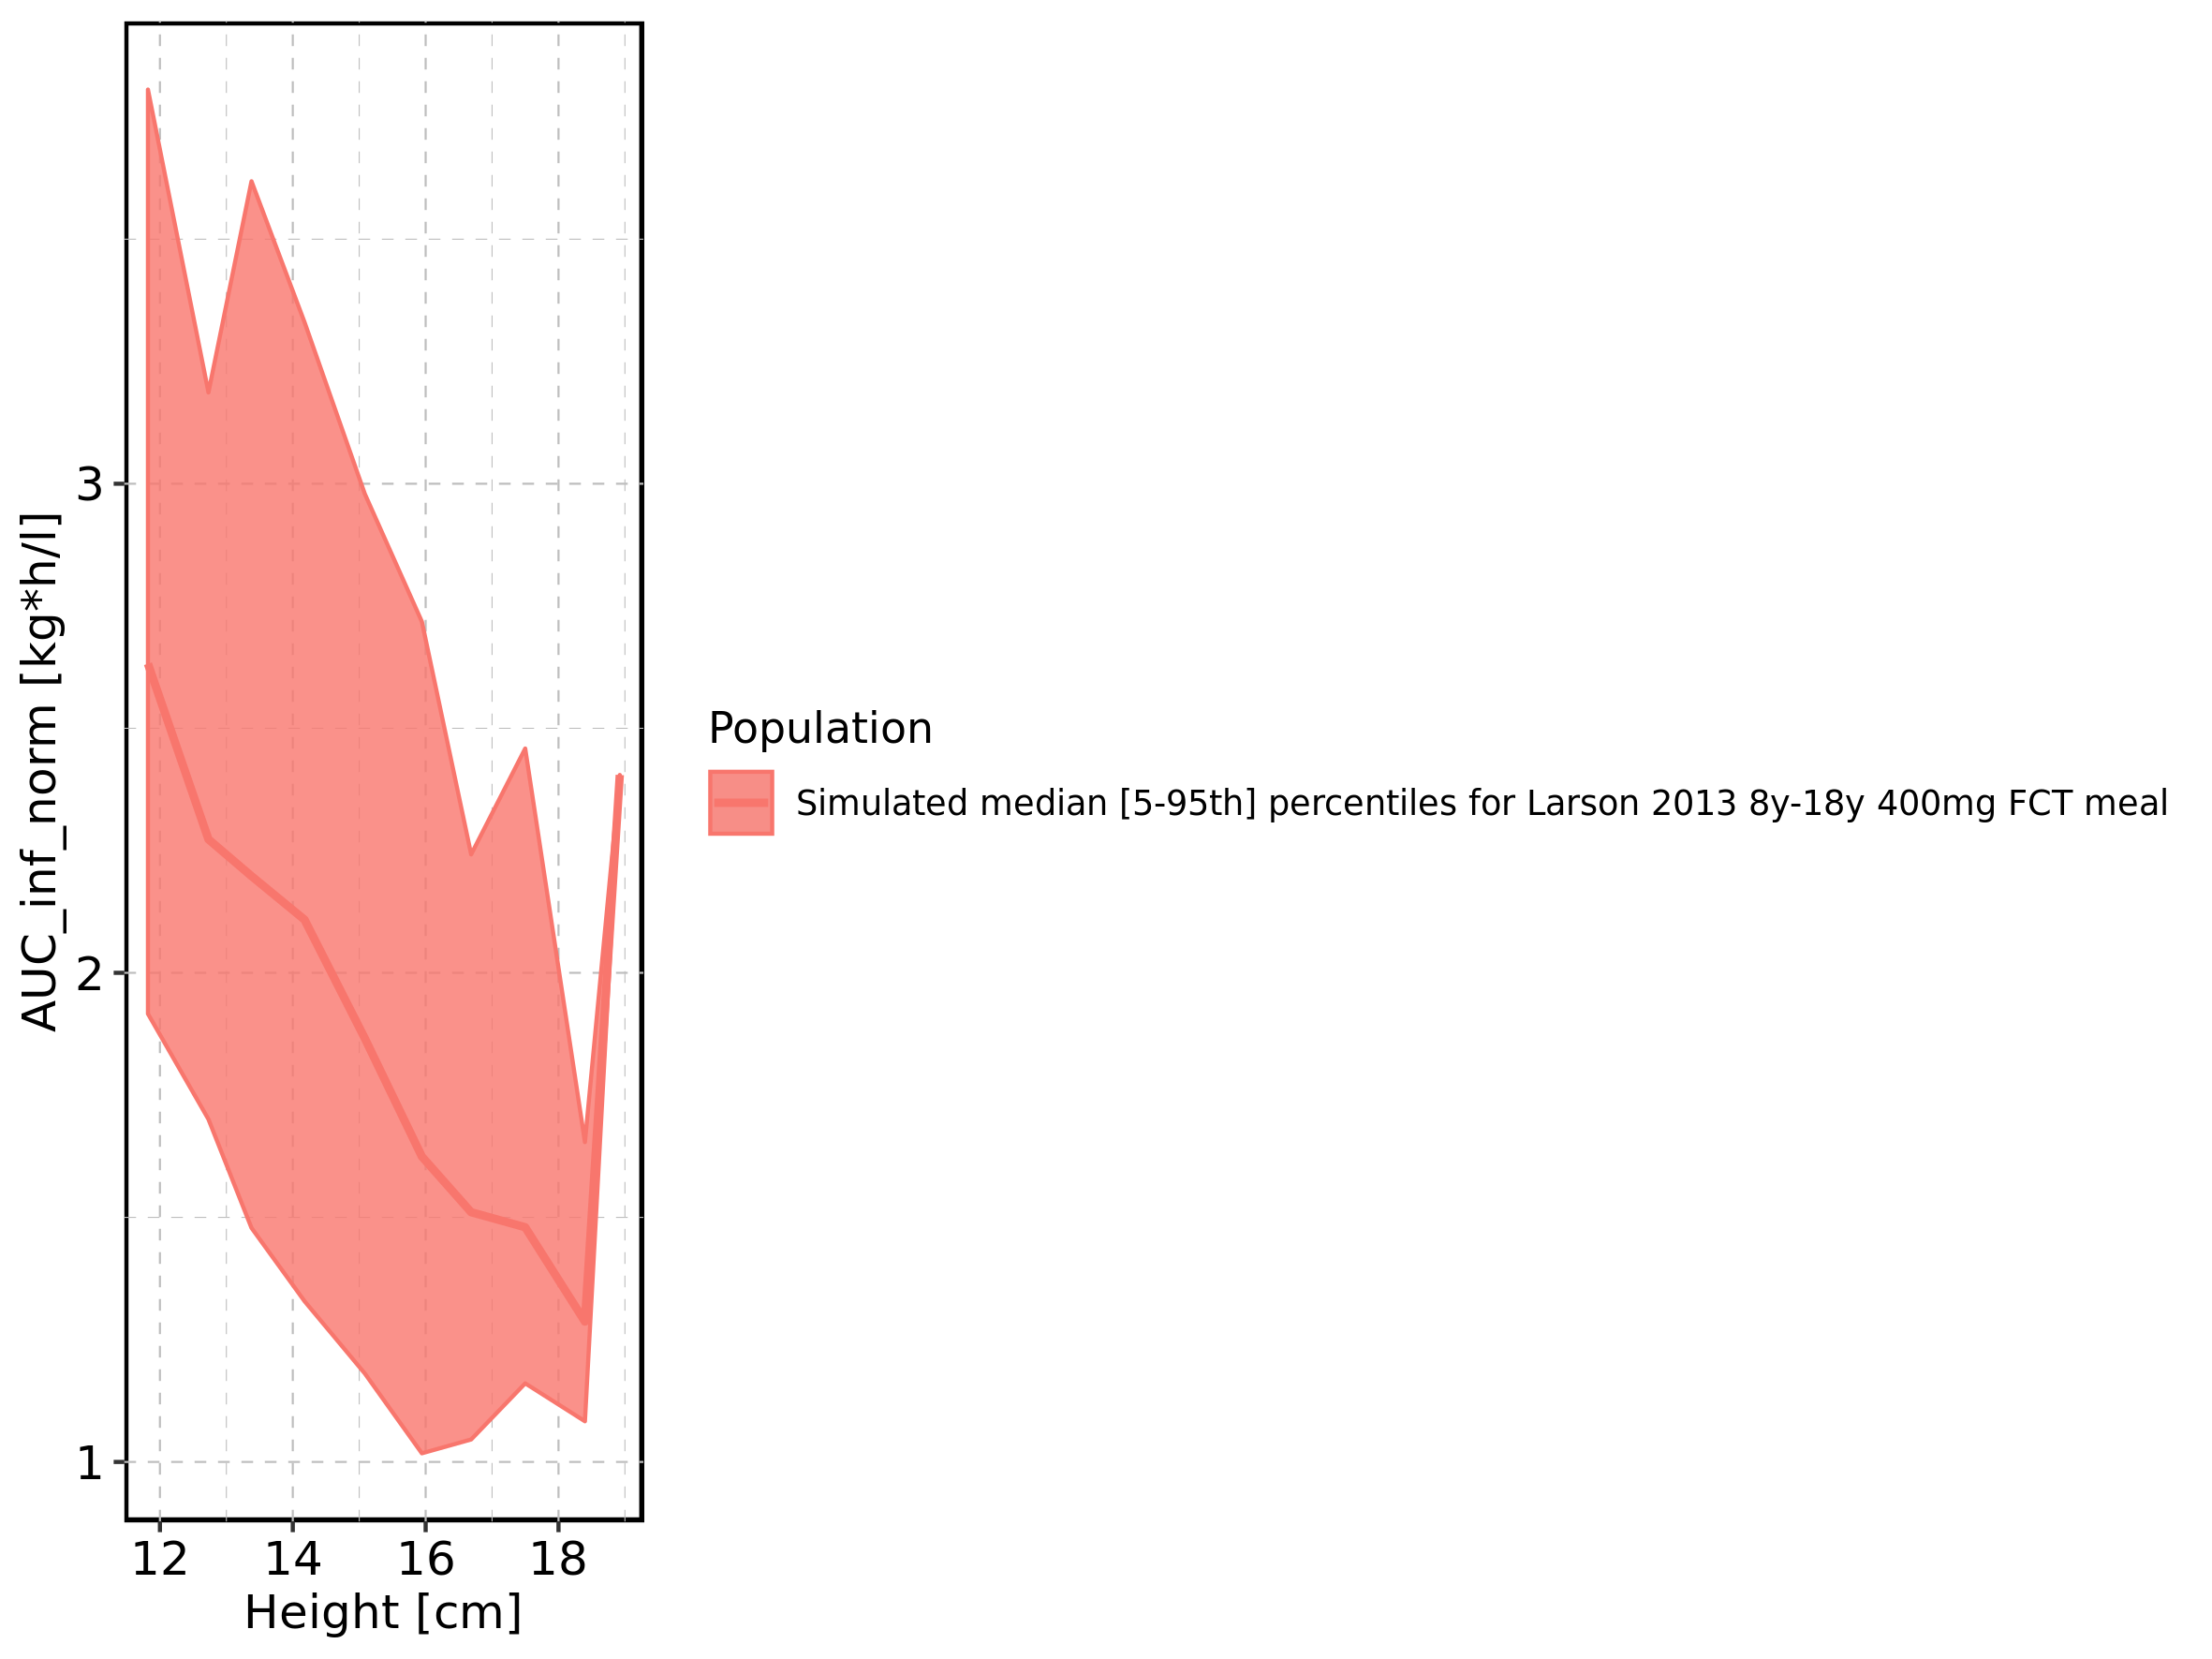 AUC_inf_norm [kg*h/l]
3
2
1
12 14 16 18
Height [cm]
Population
Simulated median [5-95th] percentiles for Larson 2013 8y-18y 400mg FCT meal